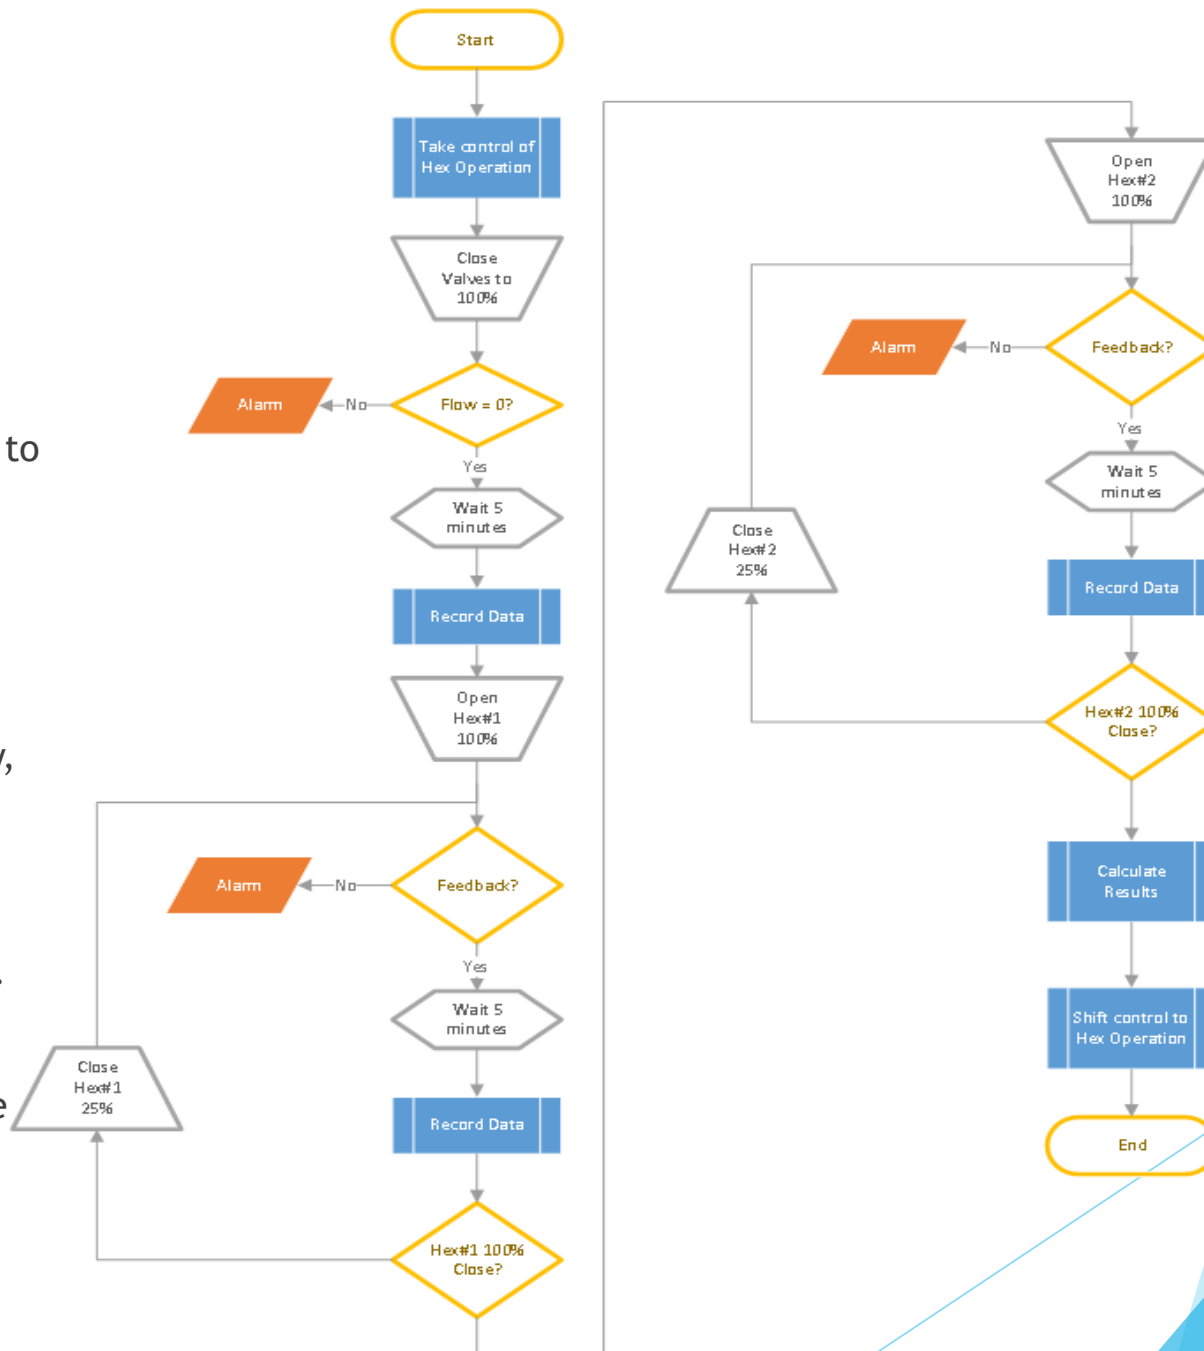 Start
Take control of
Hex Operation
Close
Valves to
100%
Flow = 0?
No
Alarm
Yes
Wait 5
minutes
Record Data
Open
Hex#1
100%
Feedback?
No
Alarm
Yes
Wait 5
minutes
Record Data
Hex#1 100%
Close?
Close
Hex#1
25%
to
,
.
e
Open
Hex#2
100%
Feedback?
No
Alarm
Yes
Wait 5
minutes
Record Data
Hex#2 100%
Close?
Close
Hex#2
25%
Calculate
Results
Shift control to
Hex Operation
End